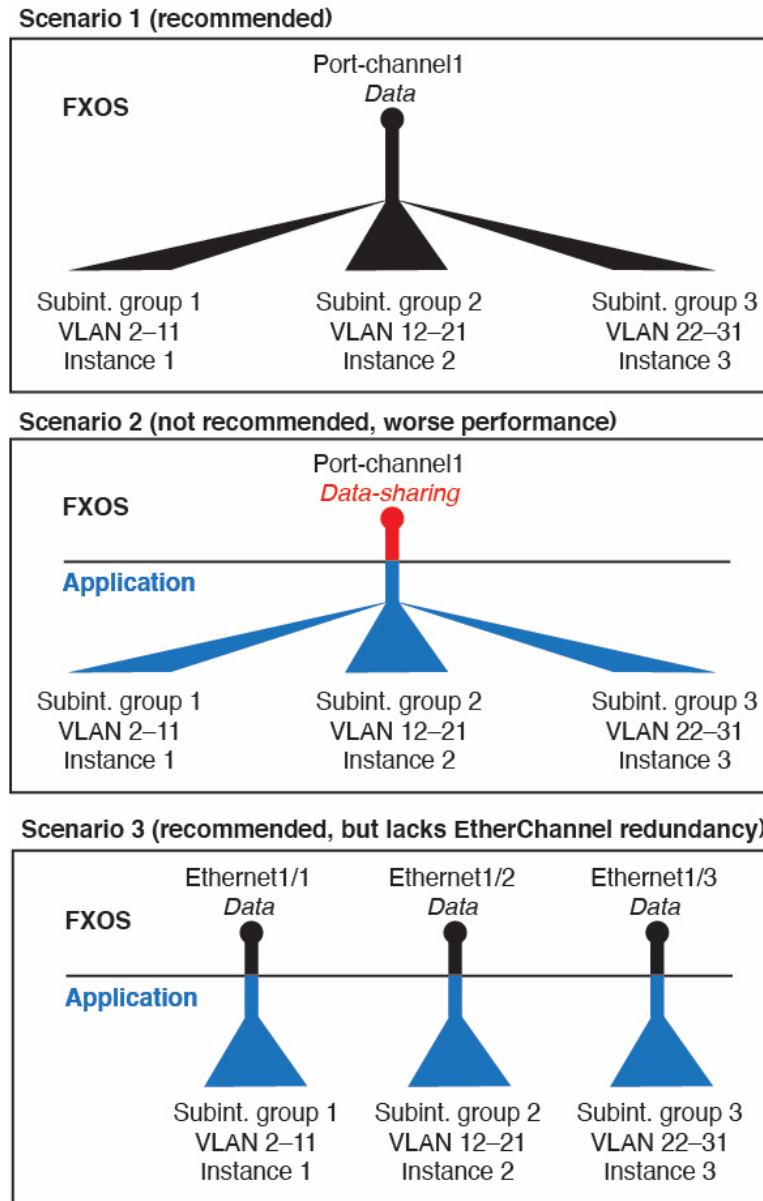 Scenario 1 (recommended)
Port-channel1
Data
FXOS
Subint. group 1
VLAN 2–11
Instance 1
Subint. group 2
VLAN 12–21
Instance 2
Subint. group 3
VLAN 22–31
Instance 3
Scenario 2 (not recommended, worse performance)
Port-channel1
Data-sharing
FXOS
Application
Subint. group 1
VLAN 2–11
Instance 1
Subint. group 2
VLAN 12–21
Instance 2
Subint. group 3
VLAN 22–31
Instance 3
Scenario 3 (recommended, but lacks EtherChannel redundancy)
Ethernet1/1
Data
Ethernet1/2
Data
Ethernet1/3
Data
FXOS
Application
Subint. group 1
VLAN 2–11
Instance 1
Subint. group 2
VLAN 12–21
Instance 2
Subint. group 3
VLAN 22–31
Instance 3